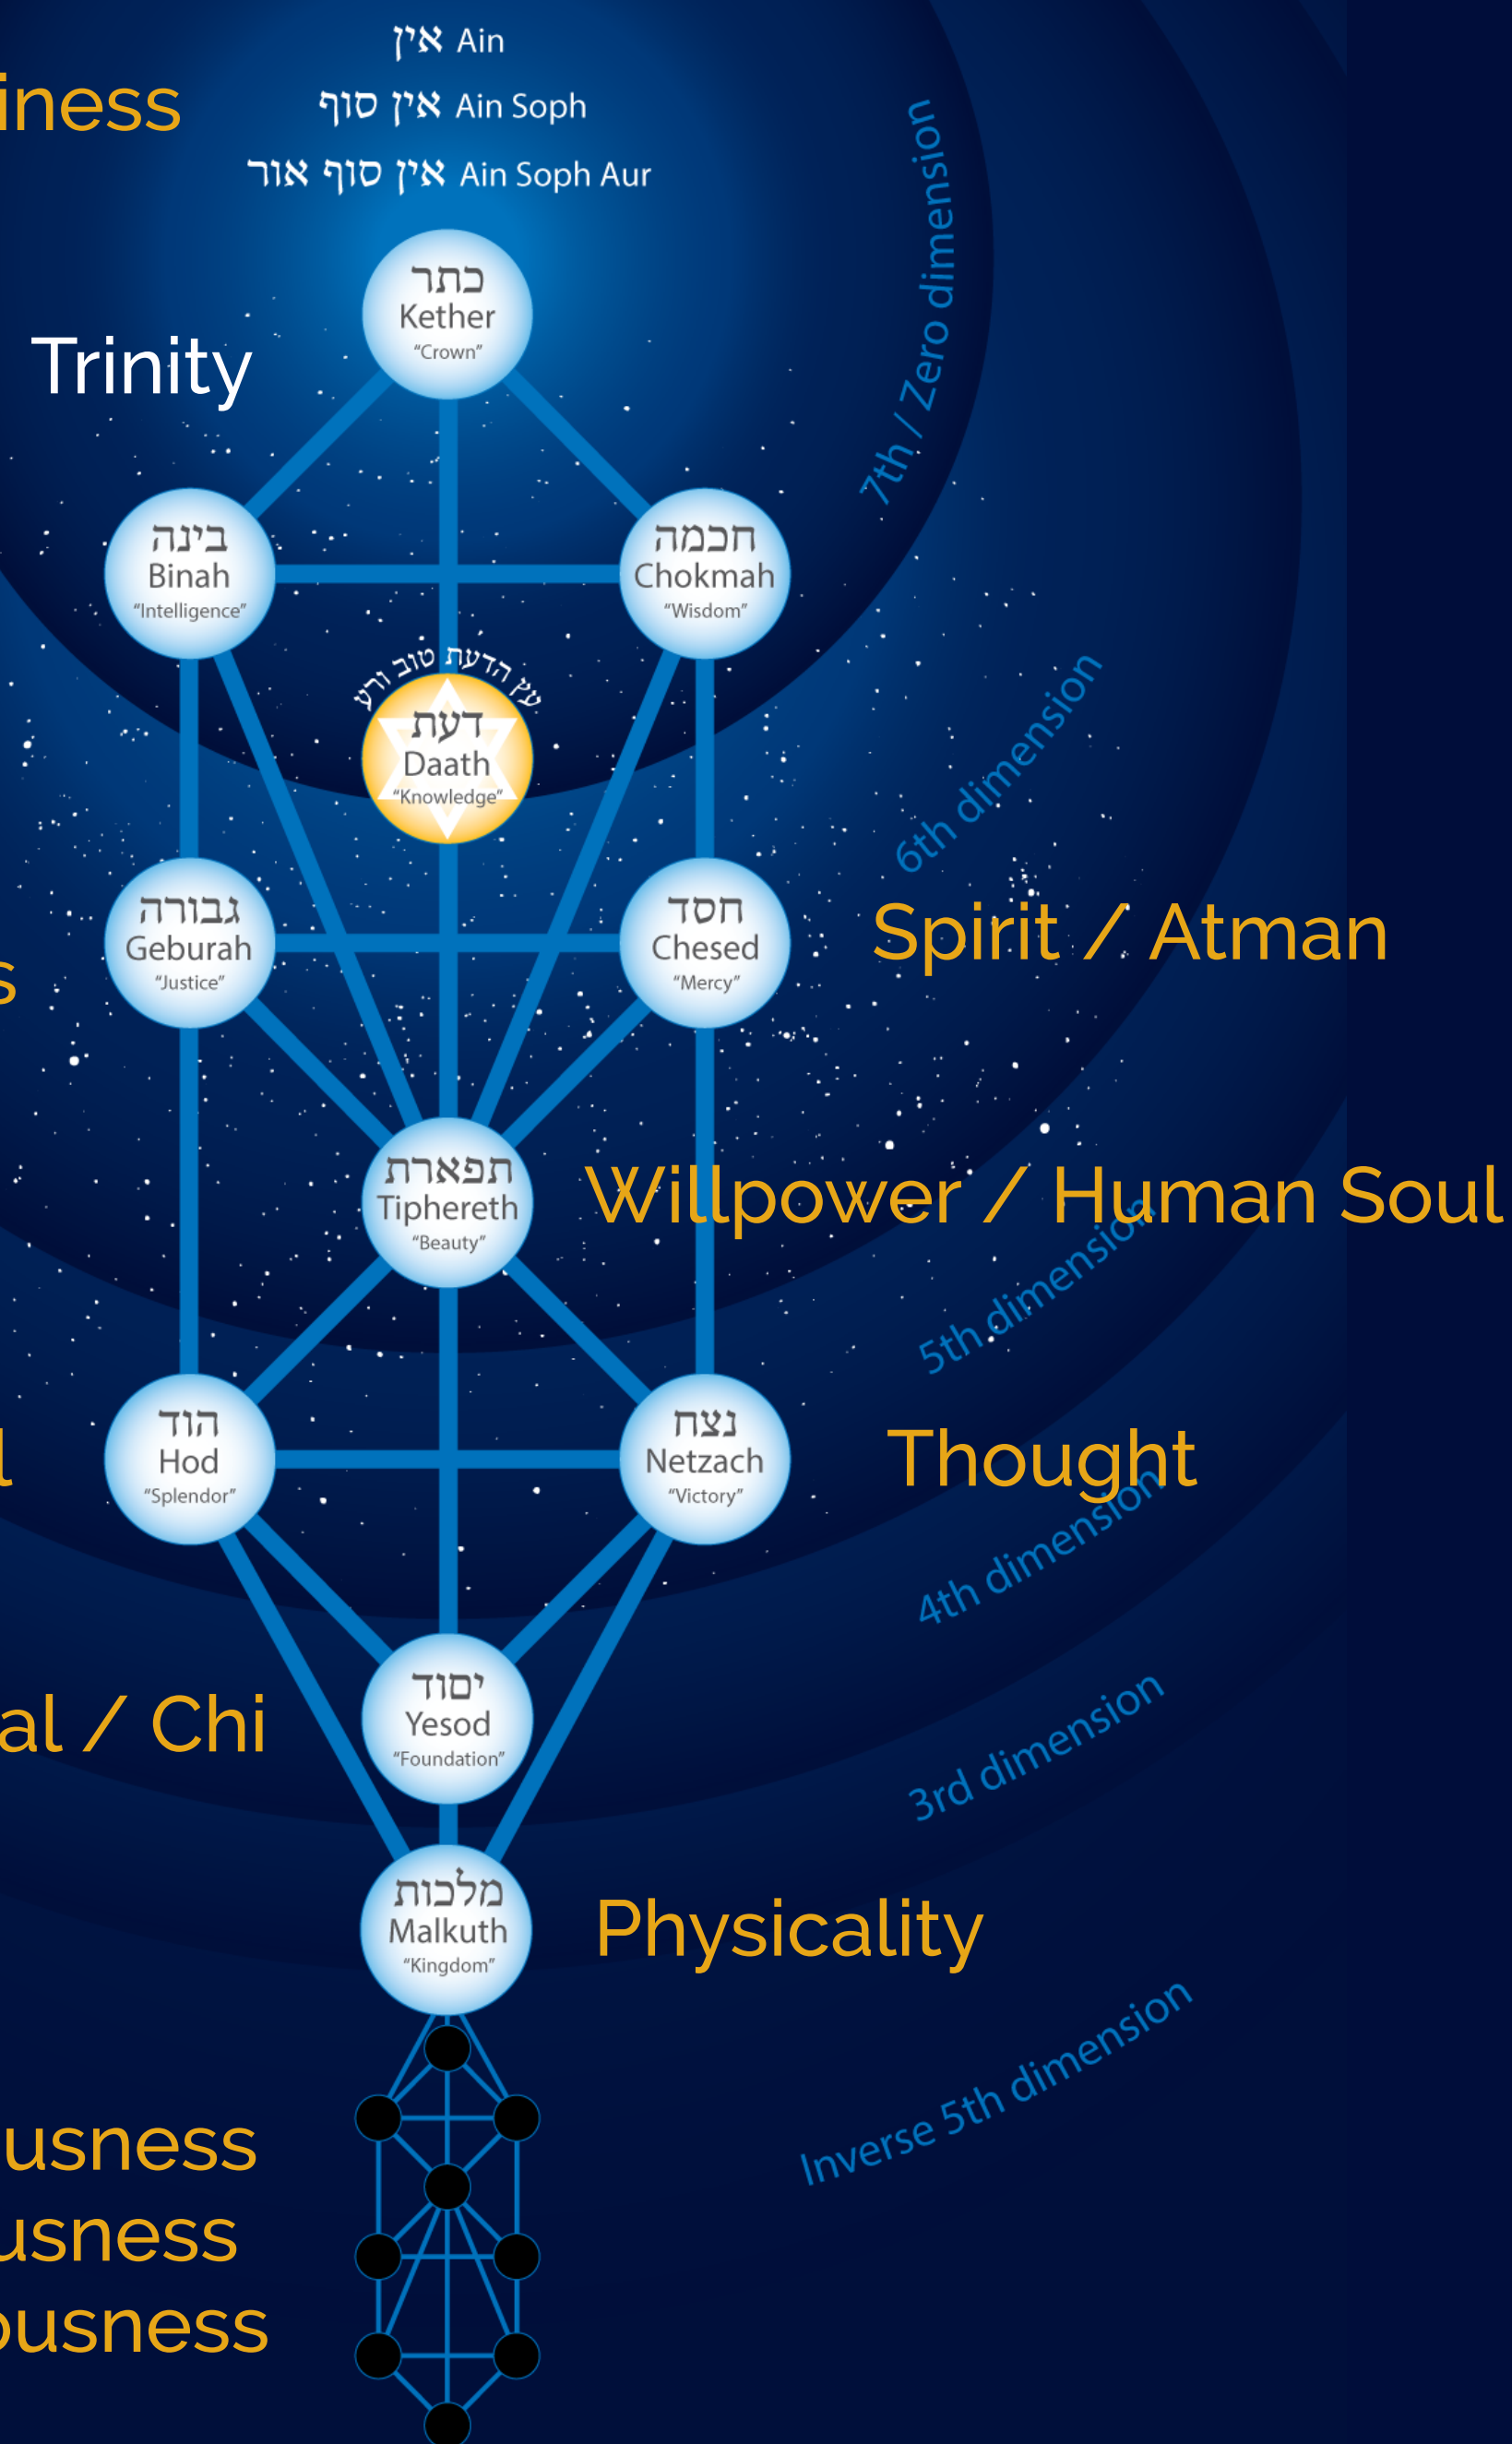 אין Ain
iness
אין סוף Ain Soph
אין סוף אור Ain Soph Aur
7th / Zero dimension
כתר
Kether
“Crown”
Trinity
בינה
Binah
“Intelligence”
חכמה
Chokmah
“Wisdom”
עץ הדעת טוב ורע
דעת
Daath
“Knowledge”
6th dimension
גבורה
Geburah
“Justice”
חסד
Chesed
“Mercy”
Spirit / Atman
s
תפארת
Tiphereth
“Beauty”
Willpower / Human Soul
5th dimension
l
הוד
Hod
“Splendor”
נצח
Netzach
“Victory”
Thought
4th dimension
al / Chi
יסוד
Yesod
“Foundation”
3rd dimension
מלכות
Malkuth
“Kingdom”
Physicality
Inverse 5th dimension
usness
usness
ousness